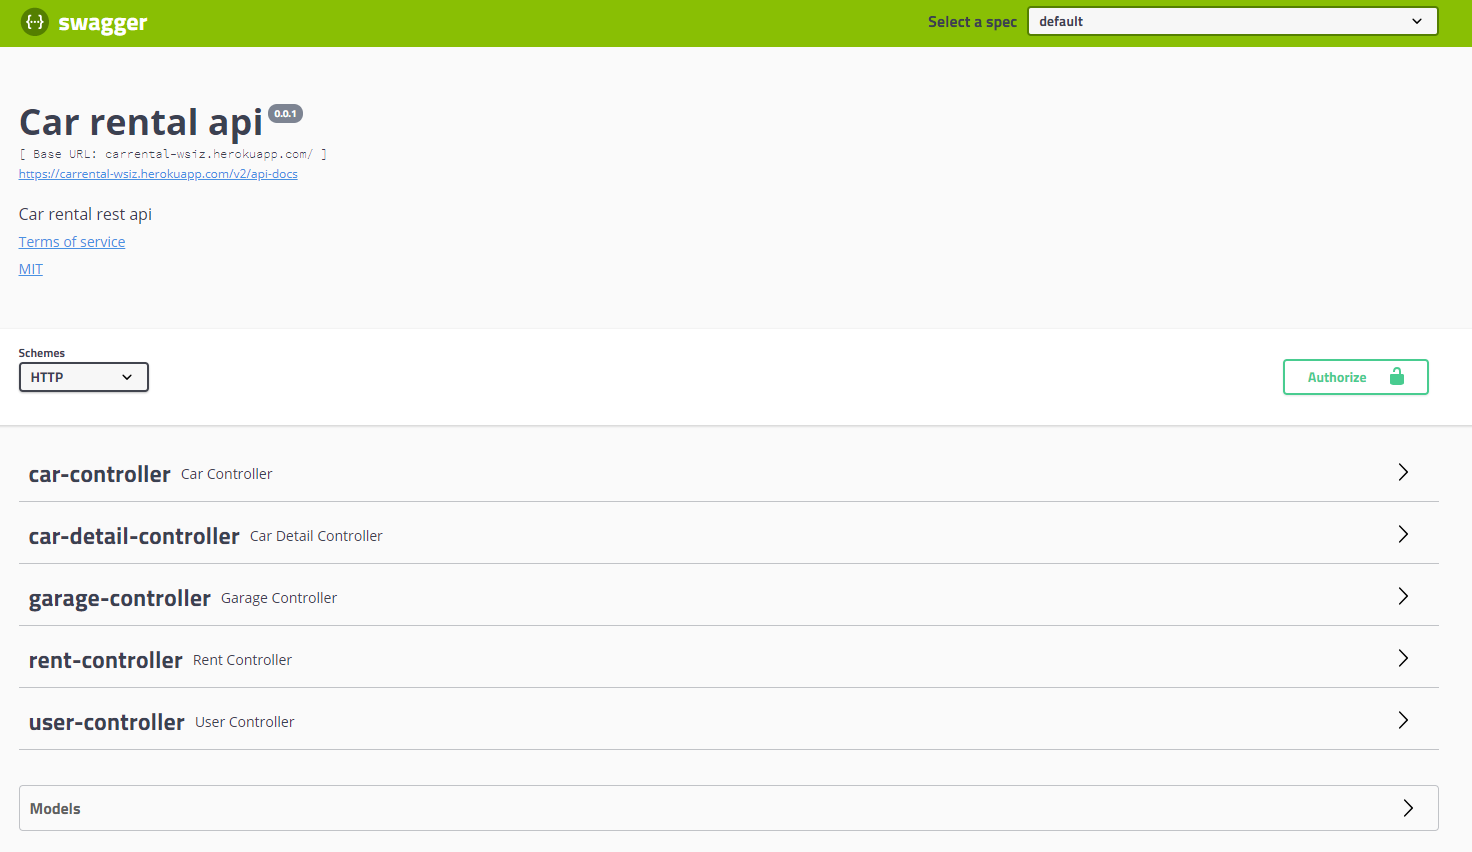 {···} swagger
Select a spec default
Car rental api 0.0.1
[ Base URL: carrental-wsiz.herokuapp.com/ ]
https://carrental-wsiz.herokuapp.com/v2/api-docs
Car rental rest api
Terms of service
MIT
Schemes
HTTP
Authorize
car-controller Car Controller
car-detail-controller Car Detail Controller
garage-controller Garage Controller
rent-controller Rent Controller
user-controller User Controller
Models